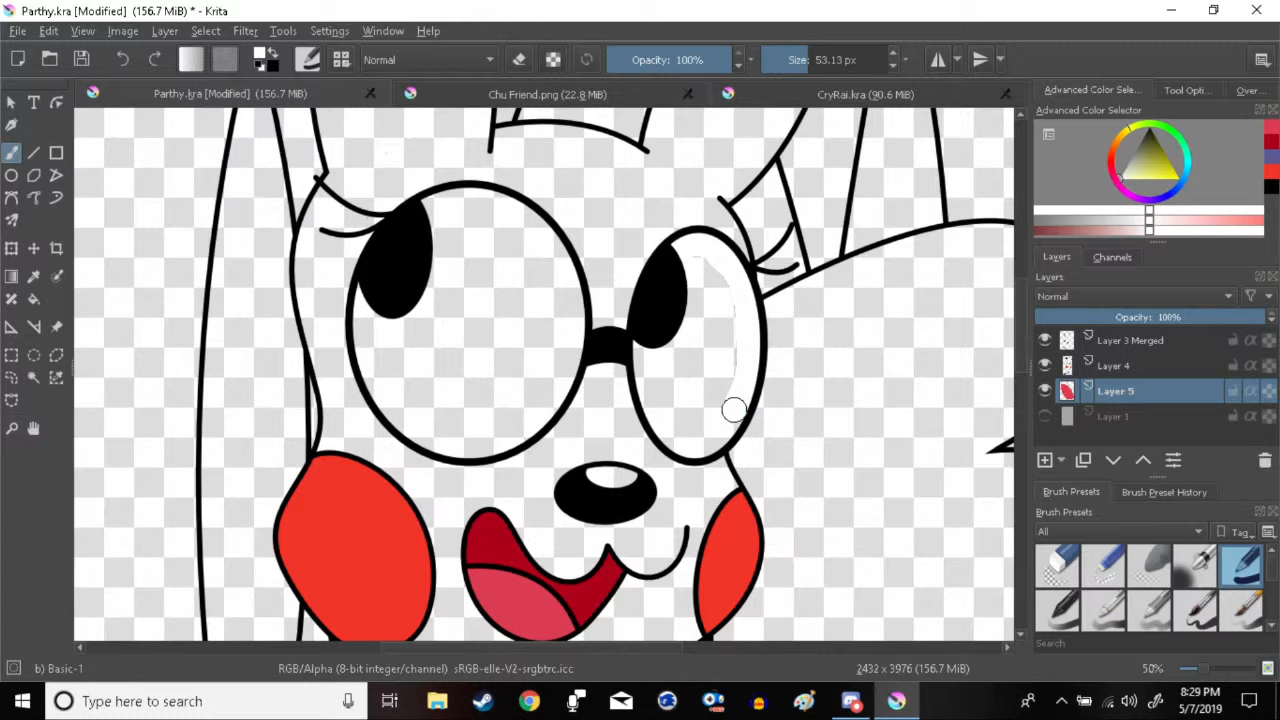 Parthy.kra [Modified] (156.7 MiB) * - Krita
File Edit View Image Layer Select Filter Tools Settings Window Help
Normal Opacity: 100% Size: 53.13 px
Parthy.kra [Modified] (156.7 MiB) Chu Friend.png (22.8 MiB) CryRai.kra (90.6 MiB)
Advanced Color Sele... Tool Opti... Over...
Advanced Color Selector
Layers Channels
Layers
Normal
Opacity: 100%
Layer 3 Merged
Layer 4
Layer 5
Layer 1
Brush Presets Brush Preset History
Brush Presets
All Tag
Search
b) Basic-1 RGB/Alpha (8-bit integer/channel) sRGB-elle-V2-srgbtrc.icc 2432 x 3976 (156.7 MiB) 50%
Type here to search
8:29 PM
5/7/2019